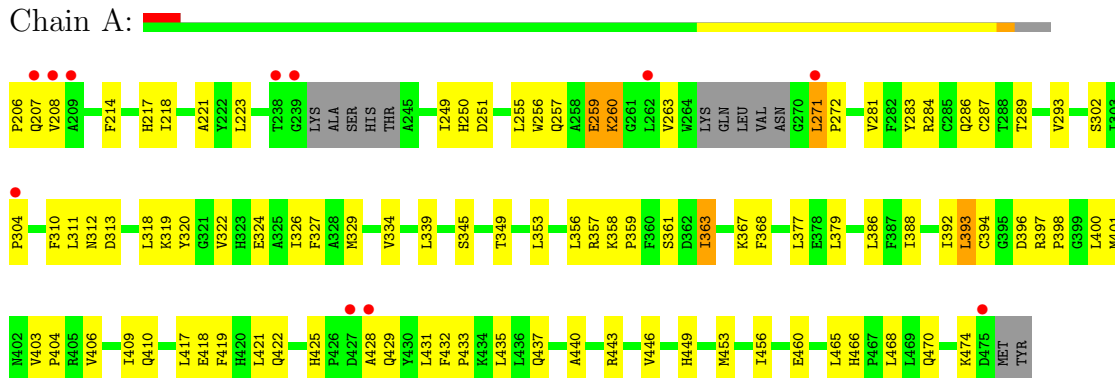 Chain A:
P206 Q207 V208 A209 F214 H217 I218 A221 Y222 L223 T238 G239 LYS ALA SER HIS THR A245 I249 H250 D251 L255 W256 Q257 A258 E259 K260 G261 L262 V263 W264 LYS GLN LEU VAL ASN G270 L271 P272 V281 F282 Y283 R284 C285 Q286 C287 T288 T289 V293 S302
P304 F310 L311 N312 D313 L318 K319 Y320 G321 V322 H323 E324 A325 I326 F327 A328 M329 V334 L339 S345 T349 L353 L356 R357 K358 P359 F360 S361 D362 I363 K367 F368 L377 E378 L379 L386 F387 I388 I392 L393 C394 G395 D396 R397 P398 G399 L400 M401
N402 V403 P404 R405 V406 I409 Q410 L417 E418 F419 H420 L421 Q422 H425 P426 D427 A428 Q429 Y430 L431 F432 P433 K434 L435 L436 Q437 A440 R443 V446 H449 M453 I456 E460 L465 H466 P467 L468 L469 Q470 K474 D475 MET TYR